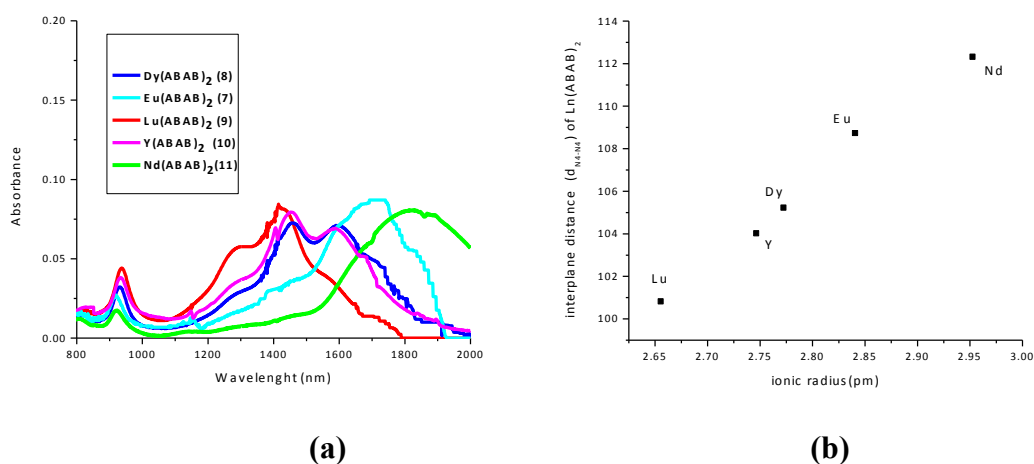 0.20
0.15
0.10
0.05
0.00
Absorbance
Dy(ABAB)2 (8)
Eu(ABAB)2 (7)
Lu(ABAB)2 (9)
Y(ABAB)2 (10)
Nd(ABAB)2(11)
800 1000 1200 1400 1600 1800 2000
Wavelenght (nm)
(a)
114
112
110
108
106
104
102
100
interplane distance (dN4-N4) of Ln(ABAB)2
Nd
Eu
Dy
Y
Lu
2.65 2.70 2.75 2.80 2.85 2.90 2.95 3.00
ionic radius(pm)
(b)